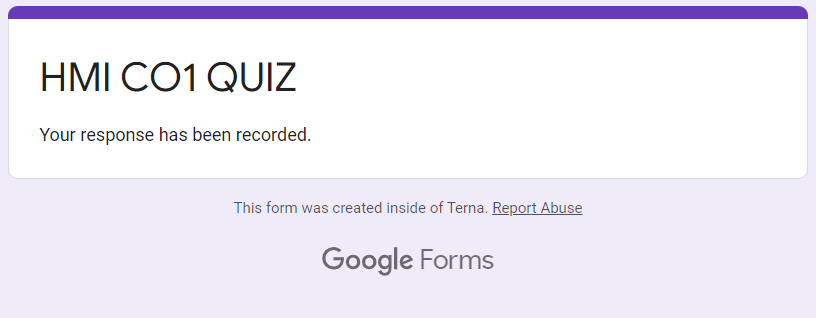 HMI CO1 QUIZ
Your response has been recorded.
This form was created inside of Terna. Report Abuse
Google Forms